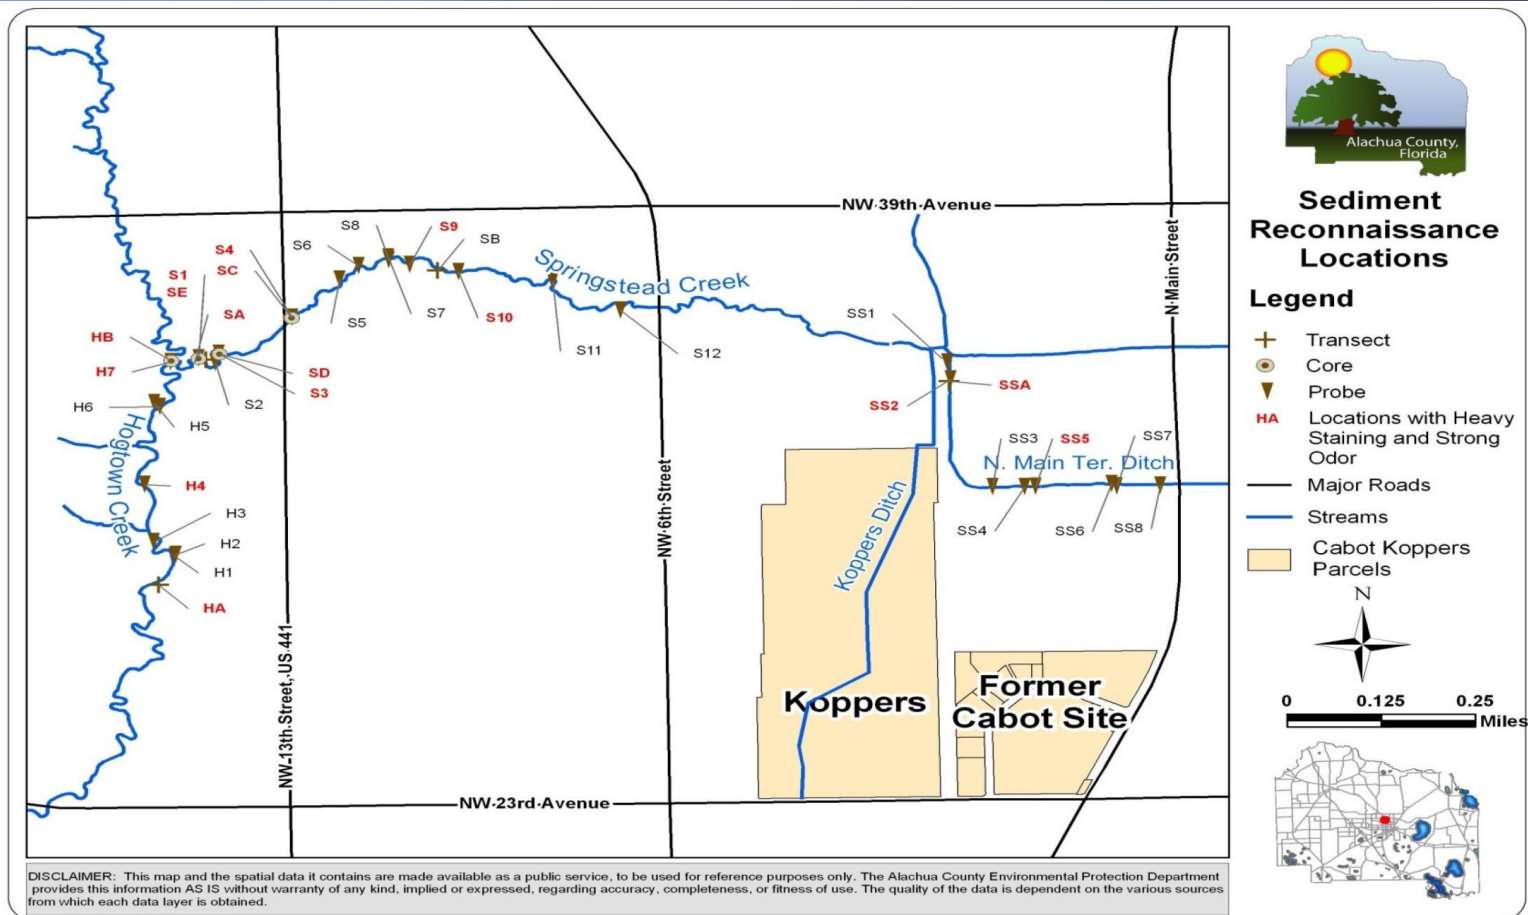 NW 39th Avenue
S8
S9
SB
S4
S6
SC
S1
SE
Springstead Creek
SA
S5
S7
S10
S11
S12
SS1
HB
H7
SD
S3
S2
SSA
SS2
H6
H5
Hogtown Creek
H4
H3
H2
H1
HA
SS3
SS5
SS7
N. Main Ter. Ditch
SS4
SS6
SS8
Koppers Ditch
N Main Street
NW 6th Street
NW 13th Street, US 441
Koppers
Former
Cabot Site
NW 23rd Avenue
Alachua County,
Florida
Sediment
Reconnaissance
Locations
Legend
Transect
Core
Probe
HA Locations with Heavy
Staining and Strong
Odor
Major Roads
Streams
Cabot Koppers
Parcels
N
0 0.125 0.25
Miles
DISCLAIMER: This map and the spatial data it contains are made available as a public service, to be used for reference purposes only. The Alachua County Environmental Protection Department
provides this information AS IS without warranty of any kind, implied or expressed, regarding accuracy, completeness, or fitness of use. The quality of the data is dependent on the various sources
from which each data layer is obtained.